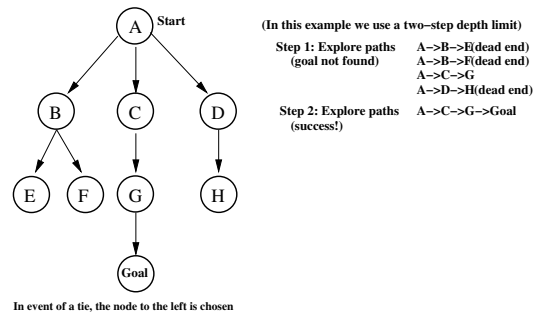 A Start
B C D
E F G H
Goal
In event of a tie, the node to the left is chosen
(In this example we use a two−step depth limit)
Step 1: Explore paths A−>B−>E(dead end)
(goal not found) A−>B−>F(dead end)
A−>C−>G
A−>D−>H(dead end)
Step 2: Explore paths A−>C−>G−>Goal
(success!)